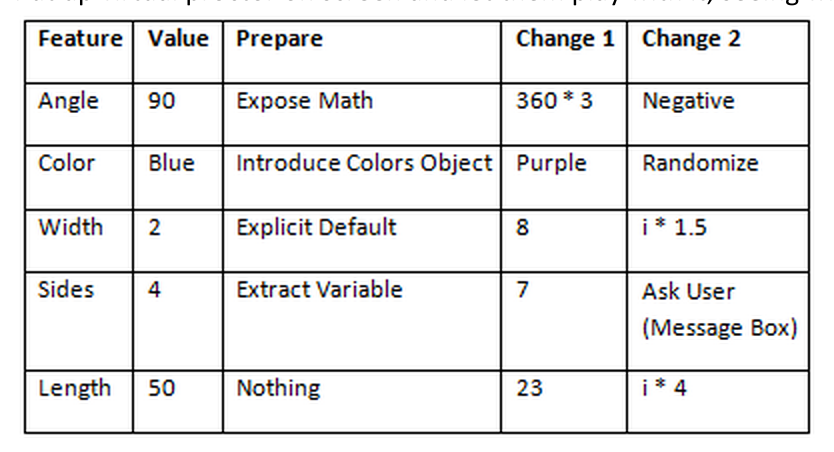 Feature Value Prepare Change 1 Change 2
Angle 90 Expose Math 360 * 3 Negative
Color Blue Introduce Colors Object Purple Randomize
Width 2 Explicit Default 8 i * 1.5
Sides 4 Extract Variable 7 Ask User
(Message Box)
Length 50 Nothing 23 i * 4